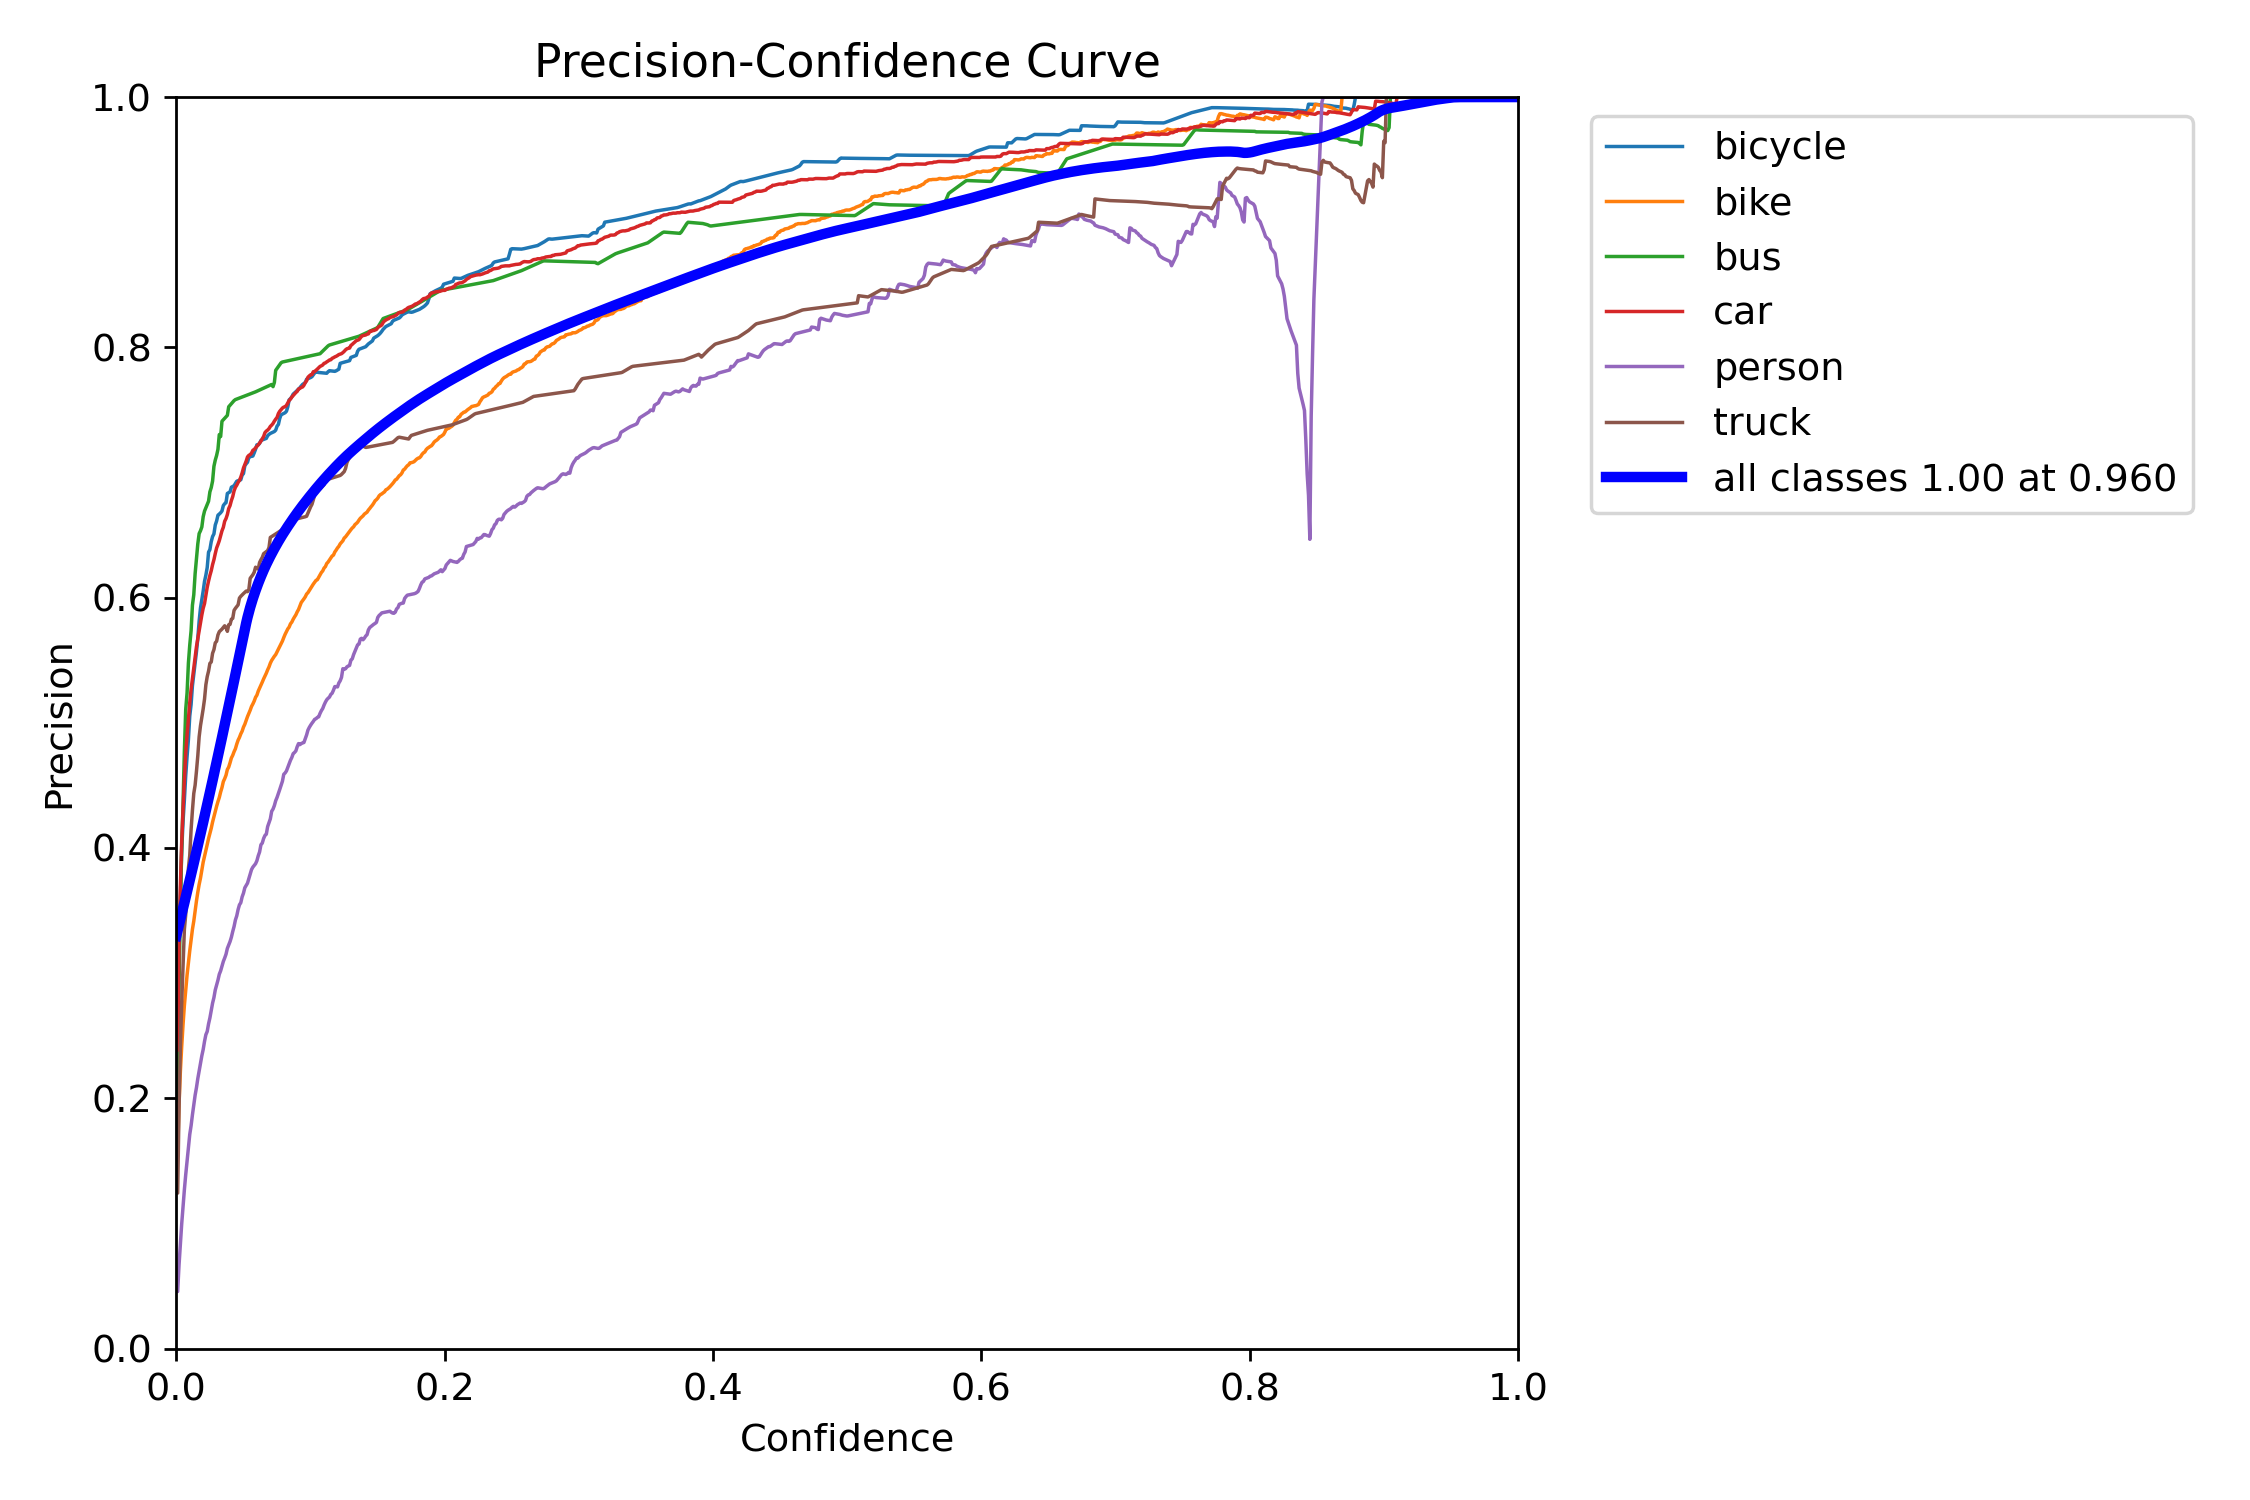 Precision-Confidence Curve
1.0
0.8
0.6
0.4
0.2
0.0
Precision
0.0 0.2 0.4 0.6 0.8 1.0
Confidence
bicycle
bike
bus
car
person
truck
all classes 1.00 at 0.960